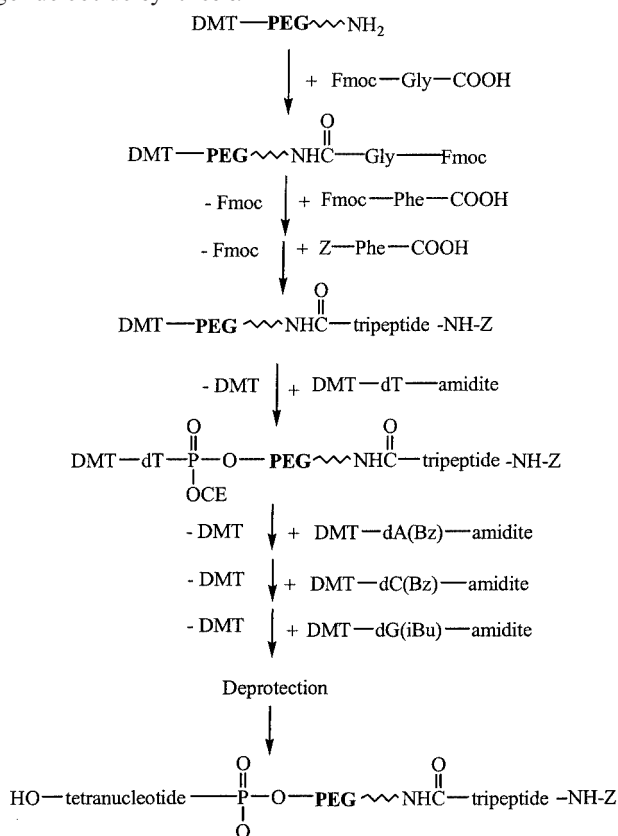 DMT—PEG NH2
+ Fmoc—Gly—COOH
O
DMT—PEG NHC—Gly—Fmoc
- Fmoc + Fmoc—Phe—COOH
- Fmoc + Z—Phe—COOH
O
DMT—PEG NHC—tripeptide -NH-Z
- DMT + DMT—dT—amidite
O O
DMT—dT—P—O—PEG NHC—tripeptide -NH-Z
OCE
- DMT + DMT—dA(Bz)—amidite
- DMT + DMT—dC(Bz)—amidite
- DMT + DMT—dG(iBu)—amidite
Deprotection
O O
HO—tetranucleotide—P—O—PEG NHC—tripeptide -NH-Z
O